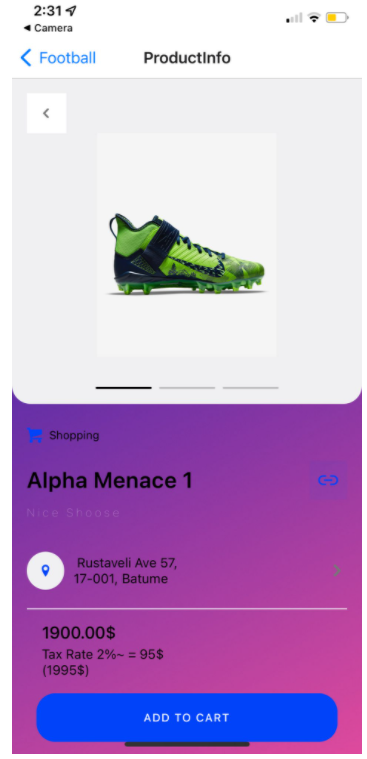 2:31
◀ Camera
Football
ProductInfo
Shopping
Alpha Menace 1
Nice Shoose
Rustaveli Ave 57,
17-001, Batume
1900.00$
Tax Rate 2%~ = 95$
(1995$)
ADD TO CART